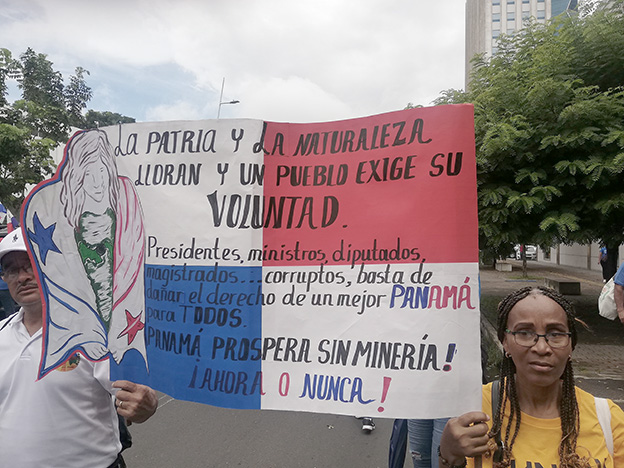 LA PATRIA Y LA NATURALEZA
LLORAN Y UN PUEBLO EXIGE SU
VOLUNTAD.
Presidentes, ministros, diputados,
magistrados... corruptos, basta de
dañar el derecho de un mejor PANAMÁ
para TODOS.
PANAMÁ PROSPERA SIN MINERÍA!
¡AHORA O NUNCA!